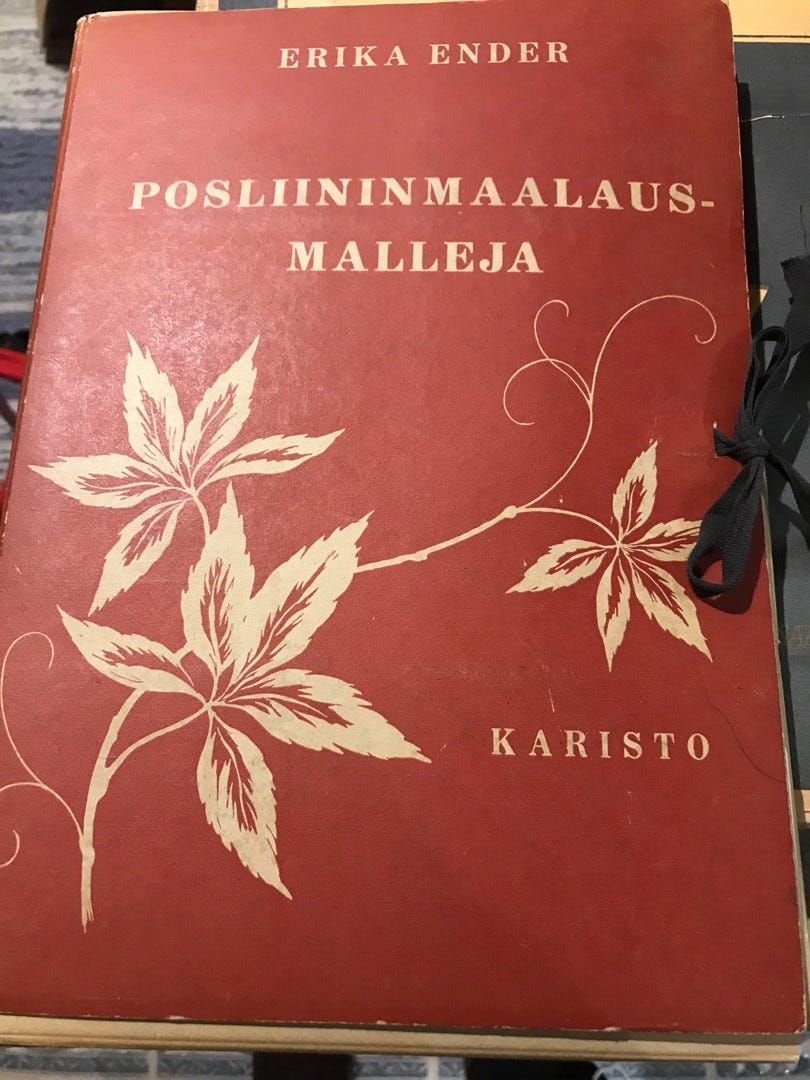 ERIKA ENDER
POSLIININMAALAUS-
MALLEJA
KARISTO